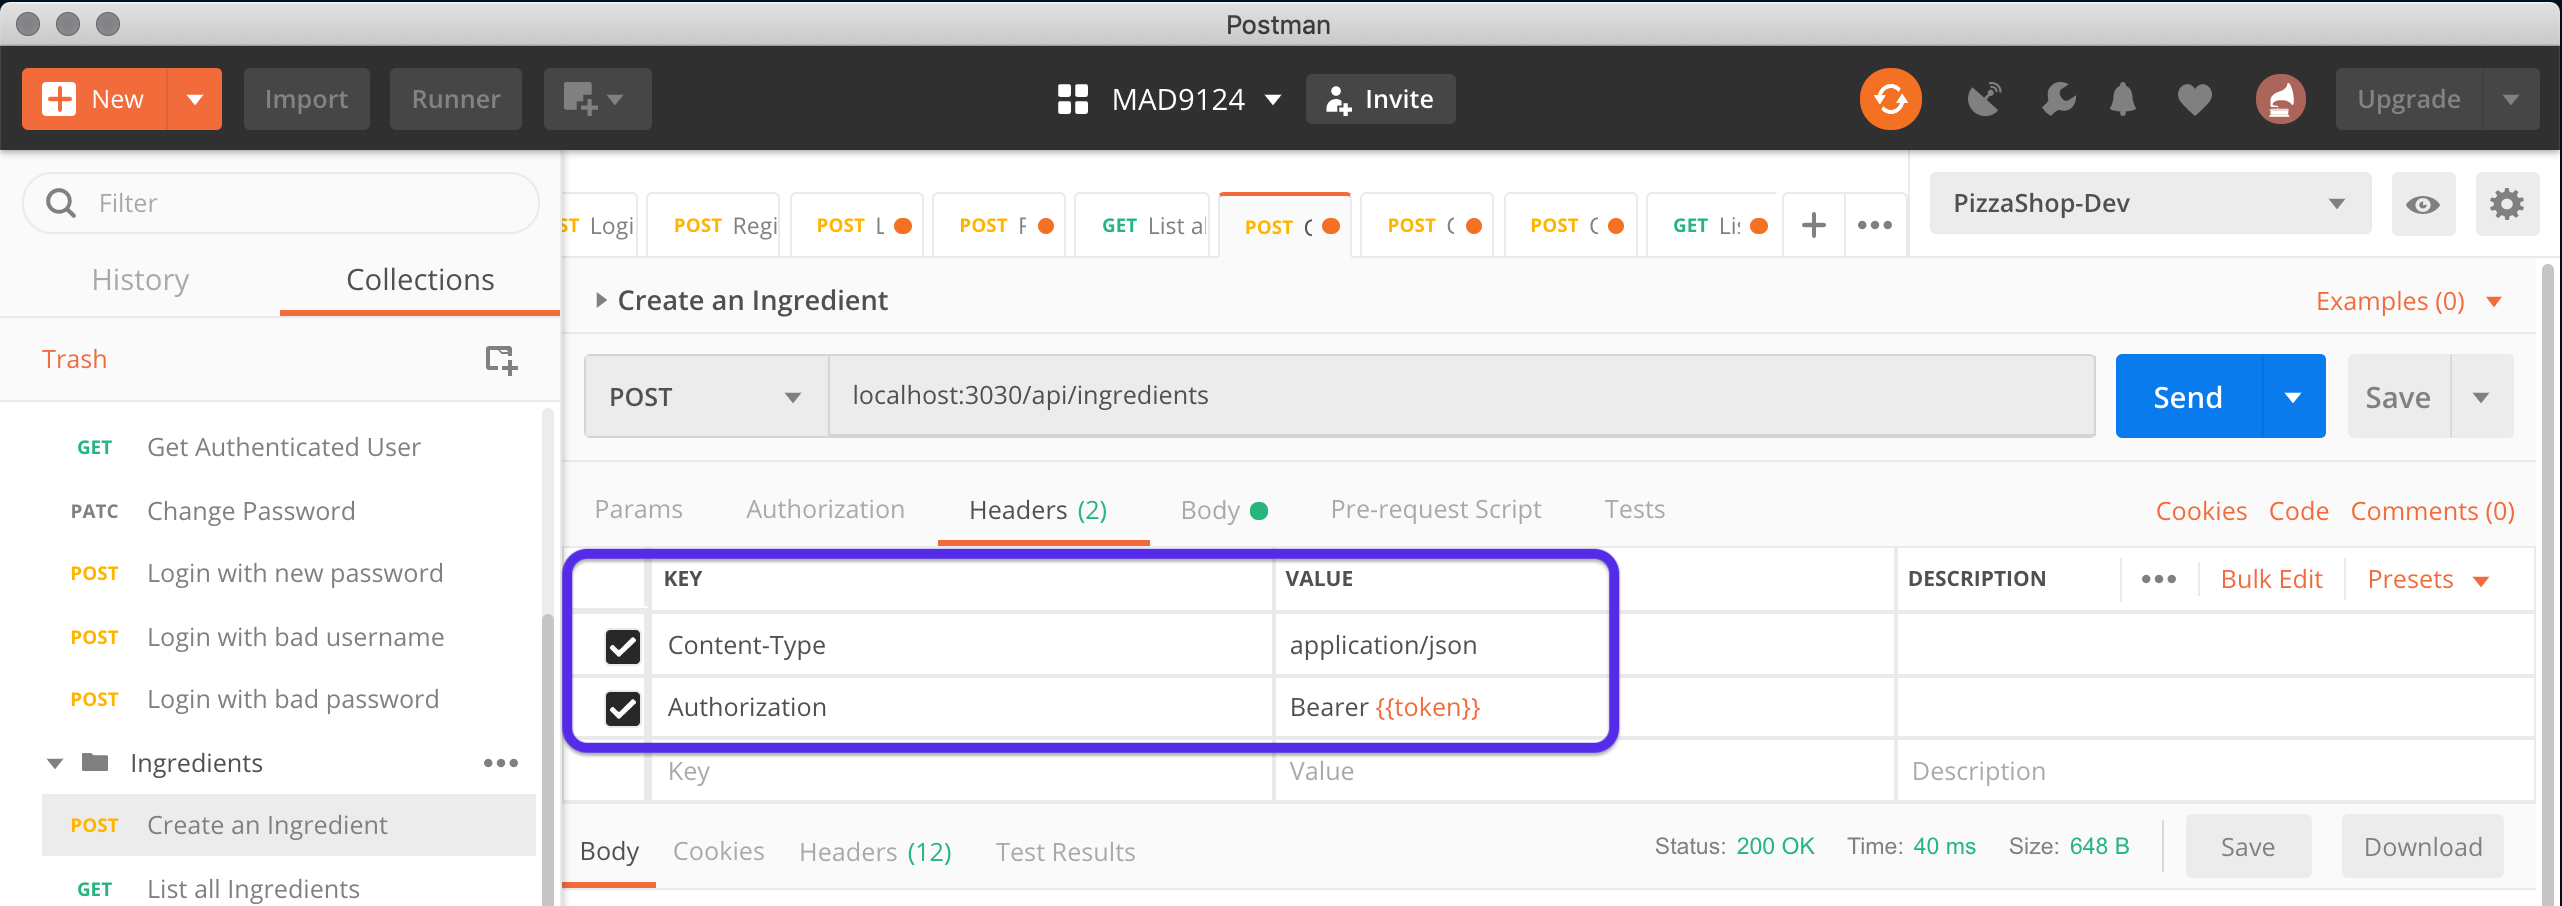 Postman
New
Import
Runner
MAD9124
Invite
Upgrade
Filter
History
Collections
Trash
GET Get Authenticated User
PATC Change Password
POST Login with new password
POST Login with bad username
POST Login with bad password
Ingredients
POST Create an Ingredient
GET List all Ingredients
ST Logi
POST Regi
POST L
POST F
GET List al
POST C
POST C
POST C
GET Lis
PizzaShop-Dev
Create an Ingredient
Examples (0)
POST
localhost:3030/api/ingredients
Send
Save
Params
Authorization
Headers (2)
Body
Pre-request Script
Tests
Cookies
Code
Comments (0)
KEY
VALUE
DESCRIPTION
Bulk Edit
Presets
Content-Type
application/json
Authorization
Bearer {{token}}
Key
Value
Description
Body
Cookies
Headers (12)
Test Results
Status: 200 OK
Time: 40 ms
Size: 648 B
Save
Download